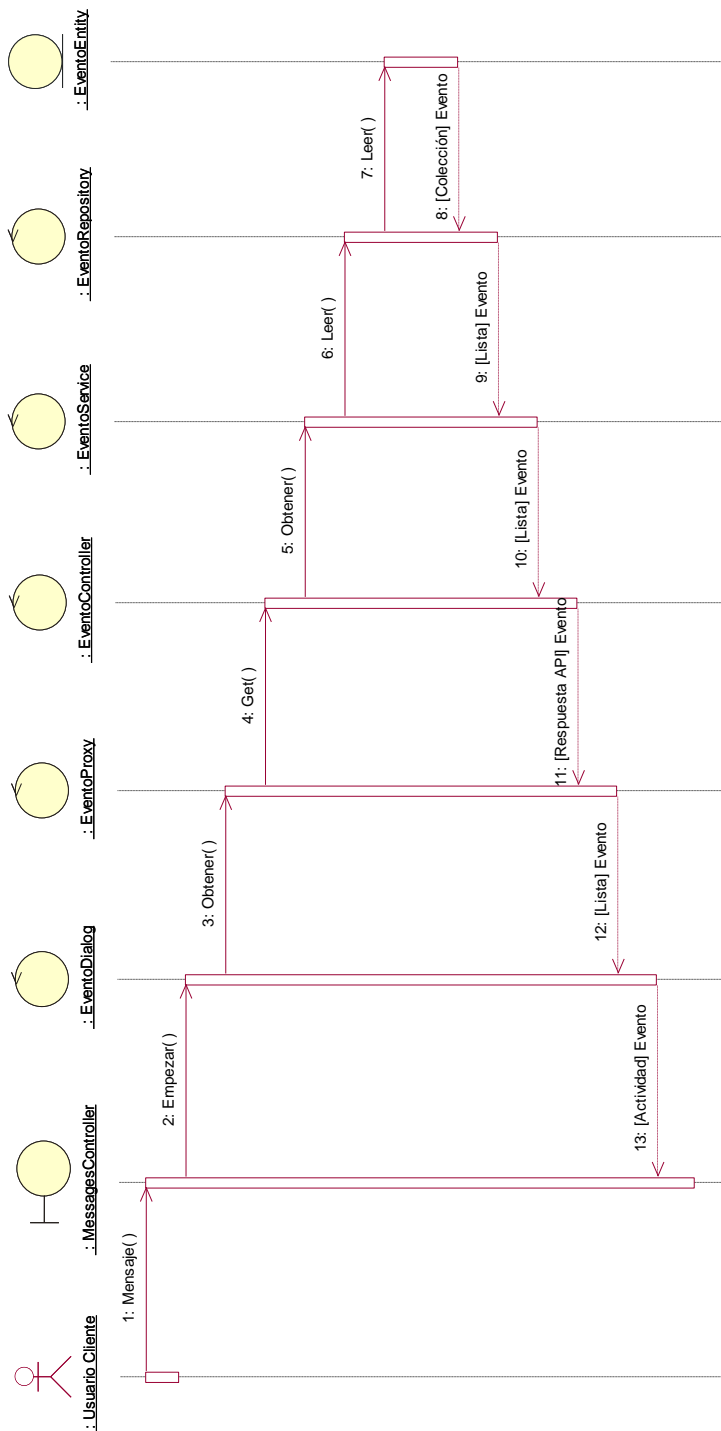 : Usuario Cliente
: MessagesController
: EventoDialog
: EventoProxy
: EventoController
: EventoService
: EventoRepository
: EventoEntity
1: Mensaje( )
2: Empezar( )
3: Obtener( )
4: Get( )
5: Obtener( )
6: Leer( )
7: Leer( )
8: [Colección] Evento
9: [Lista] Evento
10: [Lista] Evento
11: [Respuesta API] Evento
12: [Lista] Evento
13: [Actividad] Evento